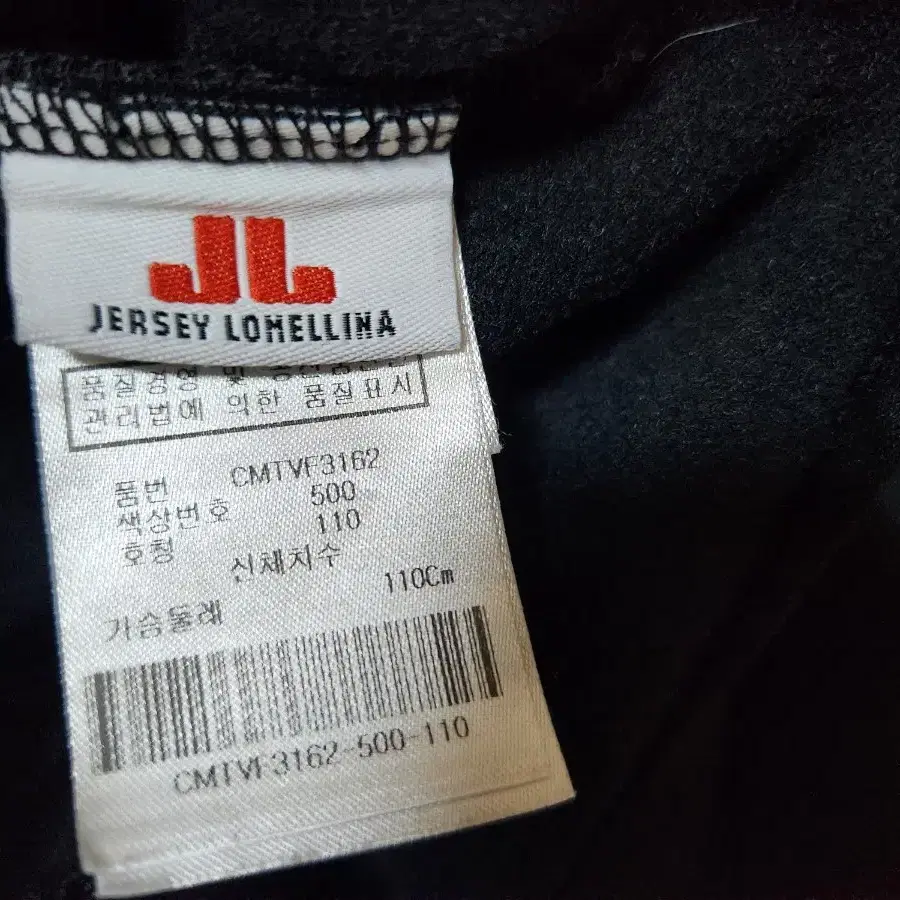 JL
JERSEY LOMELLINA
품질경영 및 공산품안전
관리법에 의한 품질표시
품번 CMTVF3162
색상번호 500
호칭 110
신체치수
가슴둘레 110Cm
CMTVF3162-500-110